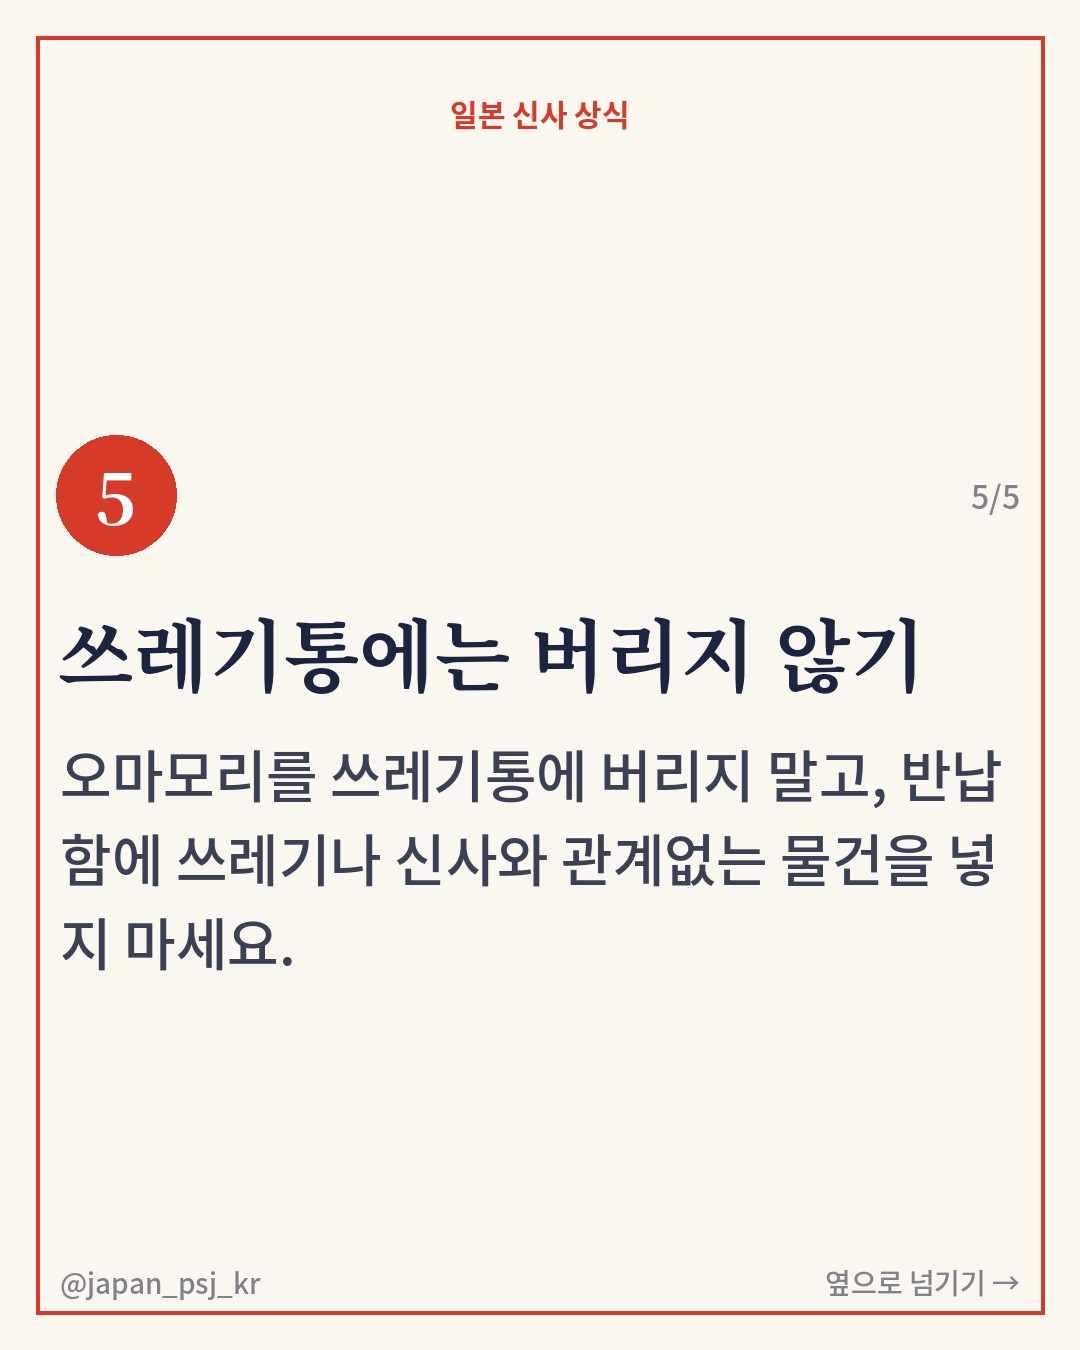 일본 신사 상식
5
5/5
쓰레기통에는 버리지 않기
오마모리를 쓰레기통에 버리지 말고, 반납
함에 쓰레기나 신사와 관계없는 물건을 넣
지 마세요.
@japan_psj_kr
옆으로 넘기기 →